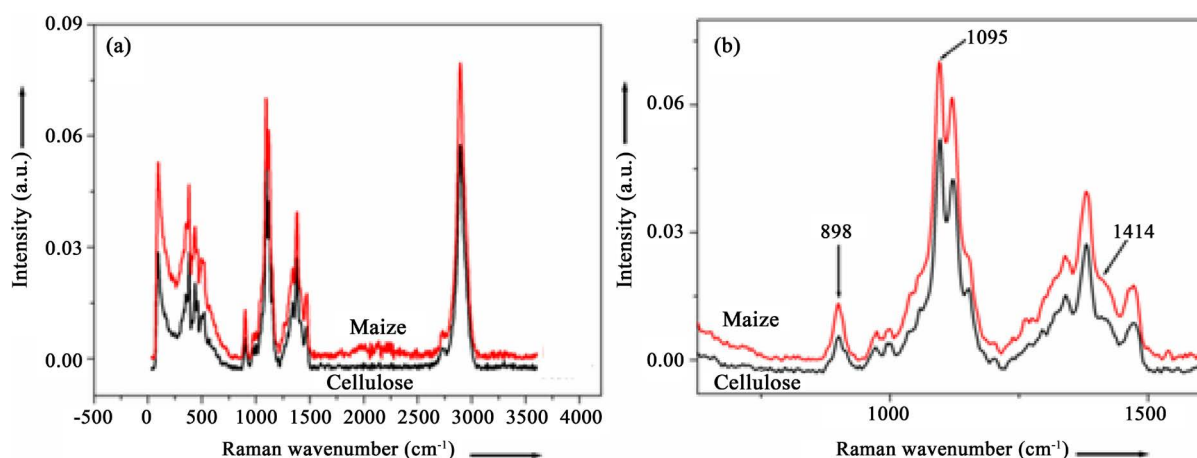 (a)
0.09
0.06
0.03
0.00
Intensity (a.u.)
Maize
Cellulose
-500 0 500 1000 1500 2000 2500 3000 3500 4000
Raman wavenumber (cm⁻¹)
(b)
1095
0.06
898
0.03
1414
Intensity (a.u.)
Maize
0.00
Cellulose
1000 1500
Raman wavenumber (cm⁻¹)